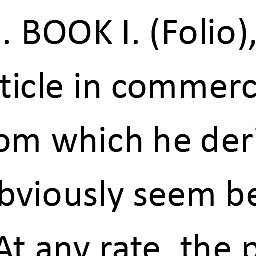 . BOOK I. (Folio),
ticle in commerc
om which he der
bviously seem be
At any rate, the p